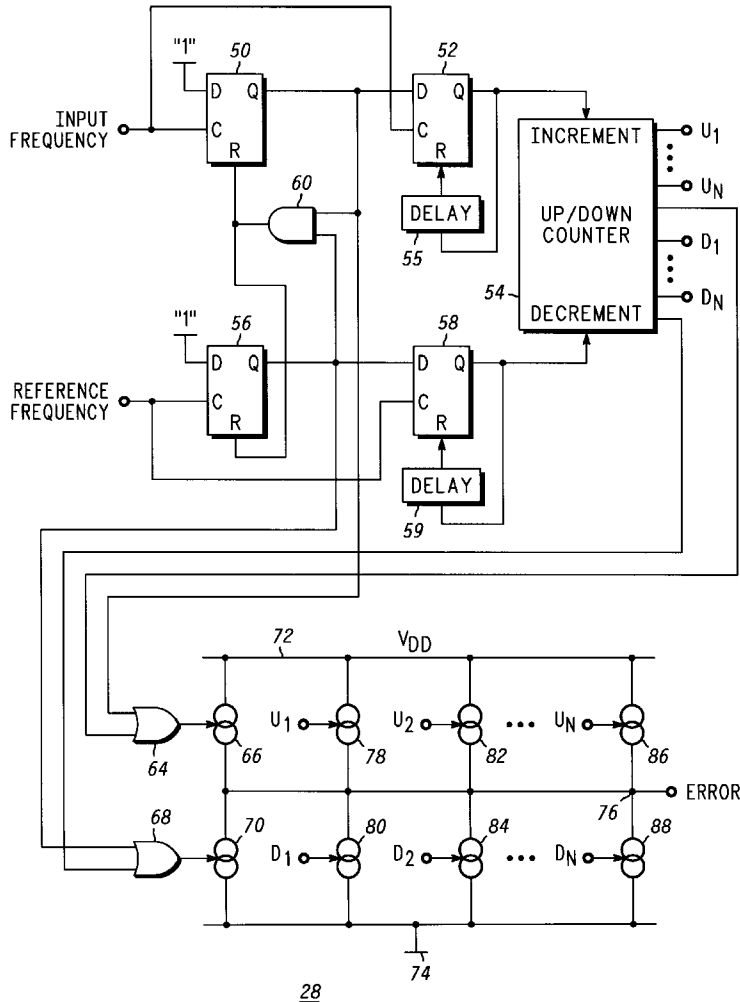 50
52
"1"
D Q
D Q
INPUT
FREQUENCY
C
C
R
R
INCREMENT
U1
UN
60
DELAY
55
UP/DOWN
COUNTER
D1
DN
54
DECREMENT
"1"
56
58
D Q
D Q
REFERENCE
FREQUENCY
C
C
R
R
DELAY
59
72
VDD
U1
U2
UN
64
66
78
82
86
76
ERROR
68
70
80
84
88
D1
D2
DN
74
28